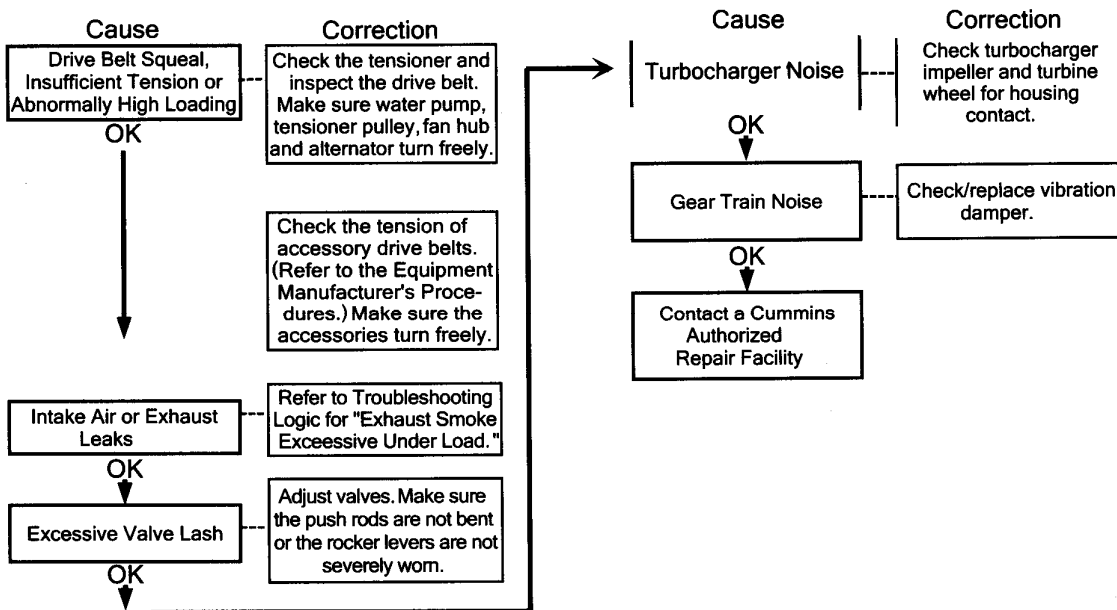 Cause
Correction
Drive Belt Squeal,
Insufficient Tension or
Abnormally High Loading
Check the tensioner and
inspect the drive belt.
Make sure water pump,
tensioner pulley, fan hub
and alternator turn freely.
OK
Check the tension of
accessory drive belts.
(Refer to the Equipment
Manufacturer's Proce-
dures.) Make sure the
accessories turn freely.
Intake Air or Exhaust
Leaks
Refer to Troubleshooting
Logic for "Exhaust Smoke
Exceessive Under Load."
OK
Excessive Valve Lash
Adjust valves. Make sure
the push rods are not bent
or the rocker levers are not
severely worn.
OK
Cause
Correction
Turbocharger Noise
Check turbocharger
impeller and turbine
wheel for housing
contact.
OK
Gear Train Noise
Check/replace vibration
damper.
OK
Contact a Cummins
Authorized
Repair Facility